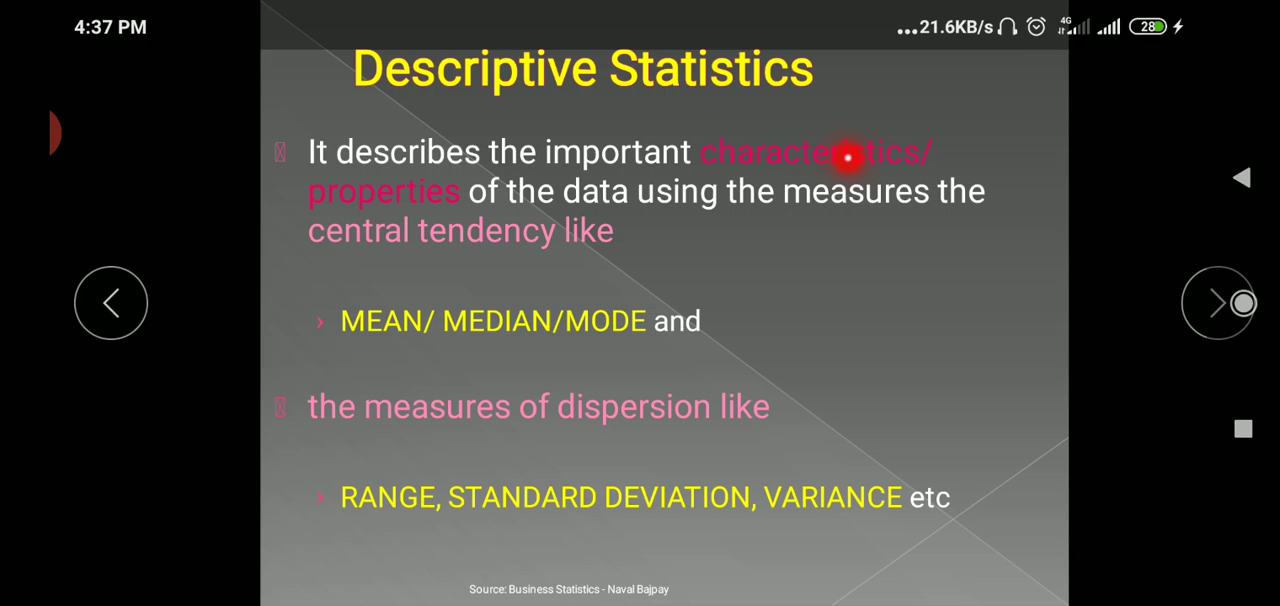 4:37 PM
...21.6KB/s 4G 28
Descriptive Statistics
It describes the important characteristics/
properties of the data using the measures the
central tendency like
MEAN/ MEDIAN/MODE and
the measures of dispersion like
RANGE, STANDARD DEVIATION, VARIANCE etc
Source: Business Statistics - Naval Bajpay